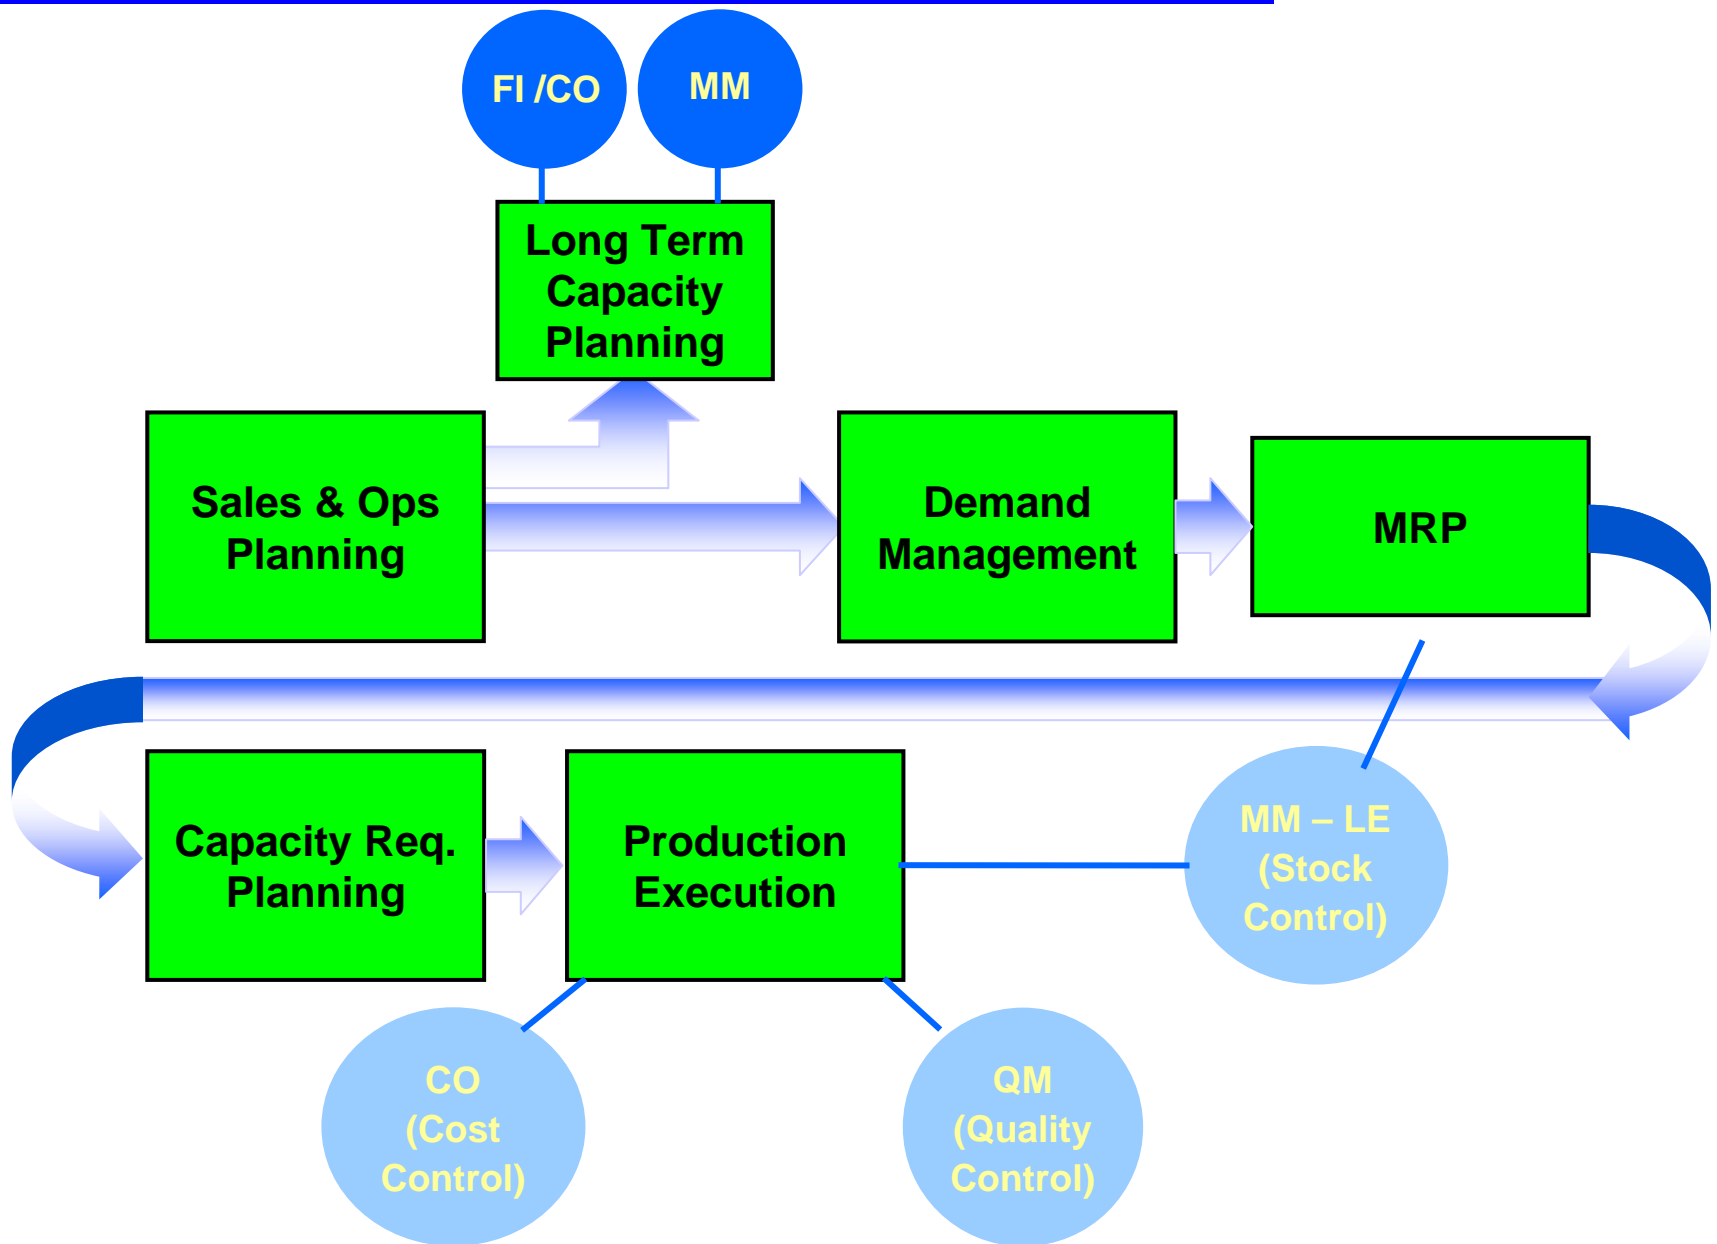 FI /CO
MM
Long Term
Capacity
Planning
Sales & Ops
Planning
Demand
Management
MRP
Capacity Req.
Planning
Production
Execution
MM – LE
(Stock
Control)
CO
(Cost
Control)
QM
(Quality
Control)